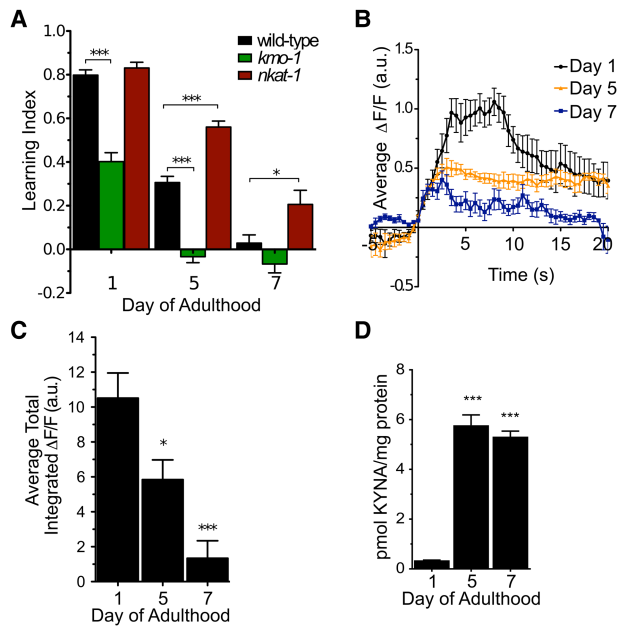 A
1.0
0.8
0.6
0.4
0.2
0.0
-0.2
Learning Index
***
***
***
*
wild-type
kmo-1
nkat-1
1 5 7
Day of Adulthood
B
1.5
1.0
0.5
-0.5
Average ΔF/F (a.u.)
Day 1
Day 5
Day 7
-5 5 10 15 20
Time (s)
C
14
12
10
8
6
4
2
0
Average Total
Integrated ΔF/F (a.u.)
*
***
1 5 7
Day of Adulthood
D
8
6
4
2
0
pmol KYNA/mg protein
***
***
1 5 7
Day of Adulthood